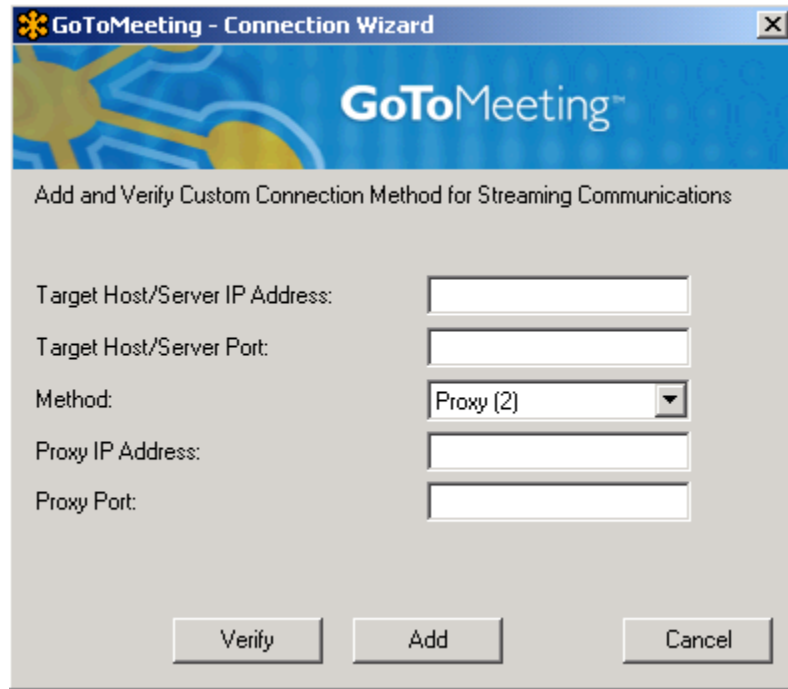 GoToMeeting - Connection Wizard
GoToMeeting™
Add and Verify Custom Connection Method for Streaming Communications
Target Host/Server IP Address:
Target Host/Server Port:
Method: Proxy (2)
Proxy IP Address:
Proxy Port:
Verify Add Cancel